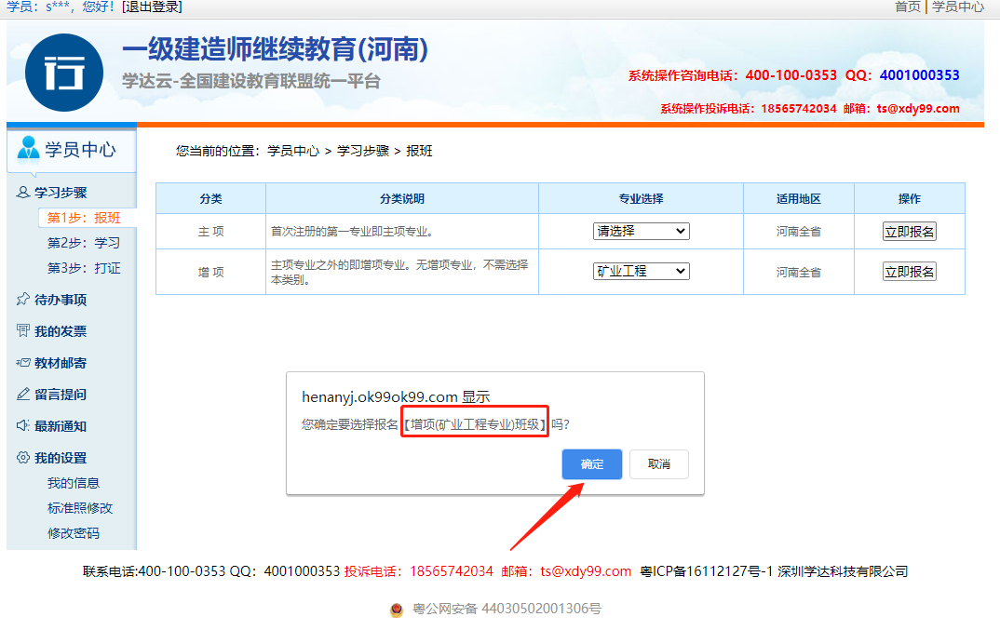 学员：s***，您好！[退出登录]
首页 | 学员中心
一级建造师继续教育(河南)
学达云-全国建设教育联盟统一平台
系统操作咨询电话：400-100-0353 QQ：4001000353
系统操作投诉电话：18565742034 邮箱：ts@xdy99.com
学员中心
您当前的位置：学员中心 > 学习步骤 > 报班
学习步骤
第1步：报班
第2步：学习
第3步：打证
待办事项
我的发票
教材邮寄
留言提问
最新通知
我的设置
我的信息
标准照修改
修改密码
分类 分类说明 专业选择 适用地区 操作
主 项 首次注册的第一专业即主项专业。 请选择 河南全省 立即报名
增 项 主项专业之外的即增项专业。无增项专业，不需选择
本类别。 矿业工程 河南全省 立即报名
henanyj.ok99ok99.com 显示
您确定要选择报名【增项(矿业工程专业)班级】吗?
确定 取消
联系电话:400-100-0353 QQ：4001000353 投诉电话：18565742034 邮箱：ts@xdy99.com 粤ICP备16112127号-1 深圳学达科技有限公司
粤公网安备 44030502001306号